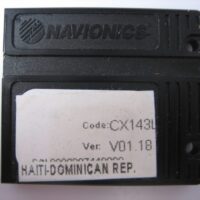 NAVIONICS
Code: CX143L
Ver: V01.18
HAITI-DOMINICAN REP.